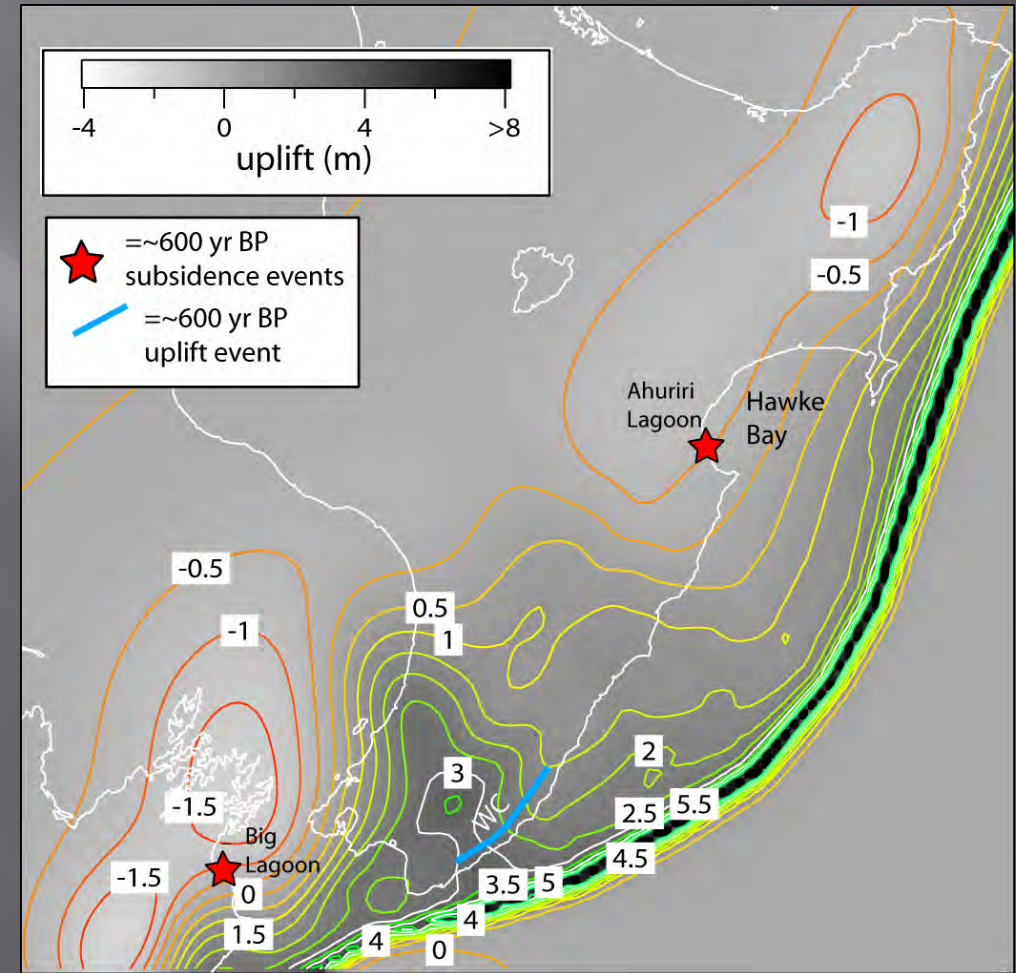 -4 0 4 >8
uplift (m)
=~600 yr BP
subsidence events
=~600 yr BP
uplift event
-1
-0.5
Ahuriri
Lagoon
Hawke
Bay
-0.5
0.5
-1
1
2
3
WC
-1.5
2.5
5.5
Big
Lagoon
4.5
-1.5
0
3.5
5
4
1.5
4
0